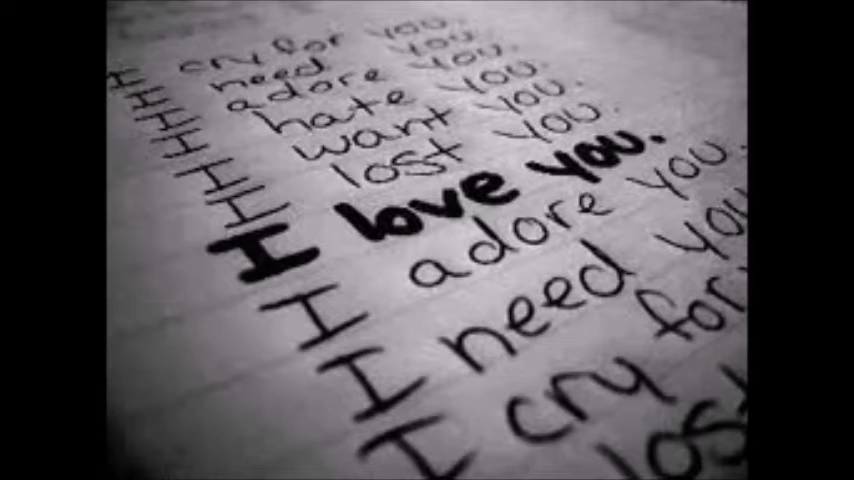 I cry for you.
I need you.
I adore you.
I hate you.
I want you.
I lost you.
I love you.
I adore you.
I need you
I cry for
lost